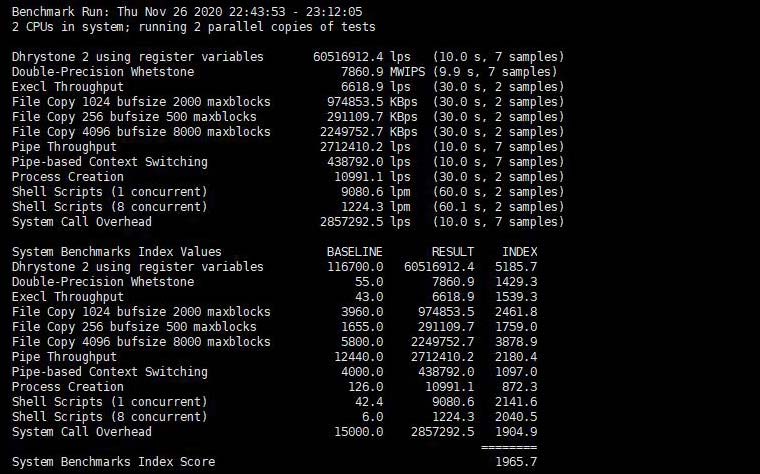 Benchmark Run: Thu Nov 26 2020 22:43:53 - 23:12:05
2 CPUs in system; running 2 parallel copies of tests

Dhrystone 2 using register variables       60516912.4 lps   (10.0 s, 7 samples)
Double-Precision Whetstone                     7860.9 MWIPS (9.9 s, 7 samples)
Execl Throughput                               6618.9 lps   (30.0 s, 2 samples)
File Copy 1024 bufsize 2000 maxblocks        974853.5 KBps  (30.0 s, 2 samples)
File Copy 256 bufsize 500 maxblocks          291109.7 KBps  (30.0 s, 2 samples)
File Copy 4096 bufsize 8000 maxblocks       2249752.7 KBps  (30.0 s, 2 samples)
Pipe Throughput                             2712410.2 lps   (10.0 s, 7 samples)
Pipe-based Context Switching                 438792.0 lps   (10.0 s, 7 samples)
Process Creation                              10991.1 lps   (30.0 s, 2 samples)
Shell Scripts (1 concurrent)                   9080.6 lpm   (60.0 s, 2 samples)
Shell Scripts (8 concurrent)                   1224.3 lpm   (60.1 s, 2 samples)
System Call Overhead                        2857292.5 lps   (10.0 s, 7 samples)

System Benchmarks Index Values               BASELINE       RESULT    INDEX
Dhrystone 2 using register variables         116700.0   60516912.4   5185.7
Double-Precision Whetstone                       55.0       7860.9   1429.3
Execl Throughput                                 43.0       6618.9   1539.3
File Copy 1024 bufsize 2000 maxblocks          3960.0     974853.5   2461.8
File Copy 256 bufsize 500 maxblocks            1655.0     291109.7   1759.0
File Copy 4096 bufsize 8000 maxblocks          5800.0    2249752.7   3878.9
Pipe Throughput                               12440.0    2712410.2   2180.4
Pipe-based Context Switching                   4000.0     438792.0   1097.0
Process Creation                                126.0      10991.1    872.3
Shell Scripts (1 concurrent)                     42.4       9080.6   2141.6
Shell Scripts (8 concurrent)                      6.0       1224.3   2040.5
System Call Overhead                          15000.0    2857292.5   1904.9
                                                                   ========
System Benchmarks Index Score                                        1965.7